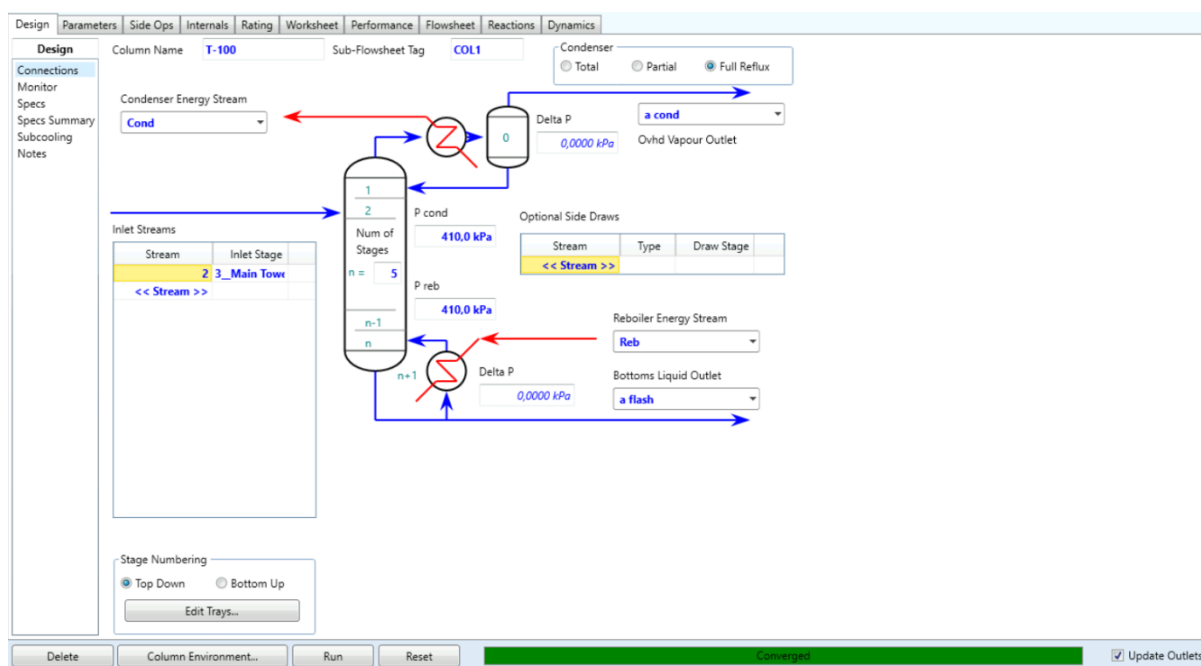 Design Parameters Side Ops Internals Rating Worksheet Performance Flowsheet Reactions Dynamics
Design
Connections
Monitor
Specs
Specs Summary
Subcooling
Notes
Column Name T-100 Sub-Flowsheet Tag COL1
Condenser
Total Partial Full Reflux
Condenser Energy Stream
Cond
0
Delta P
0,0000 kPa
a cond
Ovhd Vapour Outlet
1
2
Num of
Stages
n = 5
n-1
n
n+1
P cond
410,0 kPa
P reb
410,0 kPa
Inlet Streams
Stream Inlet Stage
2 3__Main Towe
<< Stream >>
Optional Side Draws
Stream Type Draw Stage
<< Stream >>
Reboiler Energy Stream
Reb
Delta P
0,0000 kPa
Bottoms Liquid Outlet
a flash
Stage Numbering
Top Down Bottom Up
Edit Trays...
Delete Column Environment... Run Reset Converged Update Outlets